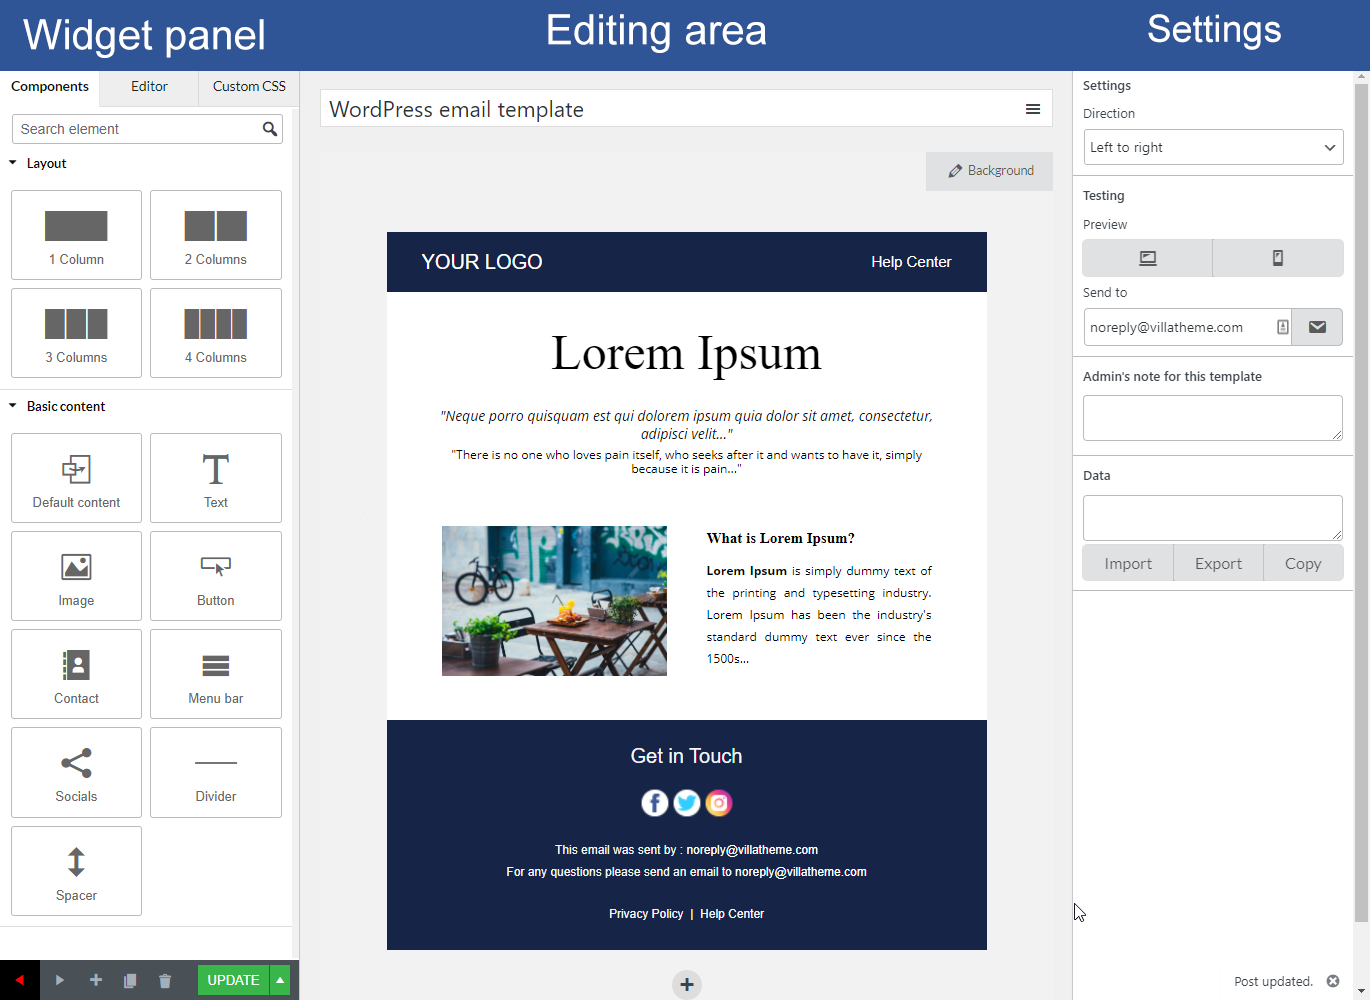 Widget panel
Editing area
Settings
Components
Editor
Custom CSS
Search element
Layout
1 Column
2 Columns
3 Columns
4 Columns
Basic content
Default content
Text
Image
Button
Contact
Menu bar
Socials
Divider
Spacer
UPDATE
WordPress email template
Background
YOUR LOGO
Help Center
Lorem Ipsum
"Neque porro quisquam est qui dolorem ipsum quia dolor sit amet, consectetur,
adipisci velit..."
"There is no one who loves pain itself, who seeks after it and wants to have it, simply
because it is pain..."
What is Lorem Ipsum?
Lorem Ipsum is simply dummy text of
the printing and typesetting industry.
Lorem Ipsum has been the industry's
standard dummy text ever since the
1500s...
Get in Touch
This email was sent by : noreply@villatheme.com
For any questions please send an email to noreply@villatheme.com
Privacy Policy | Help Center
Settings
Direction
Left to right
Testing
Preview
Send to
noreply@villatheme.com
Admin's note for this template
Data
Import
Export
Copy
Post updated.